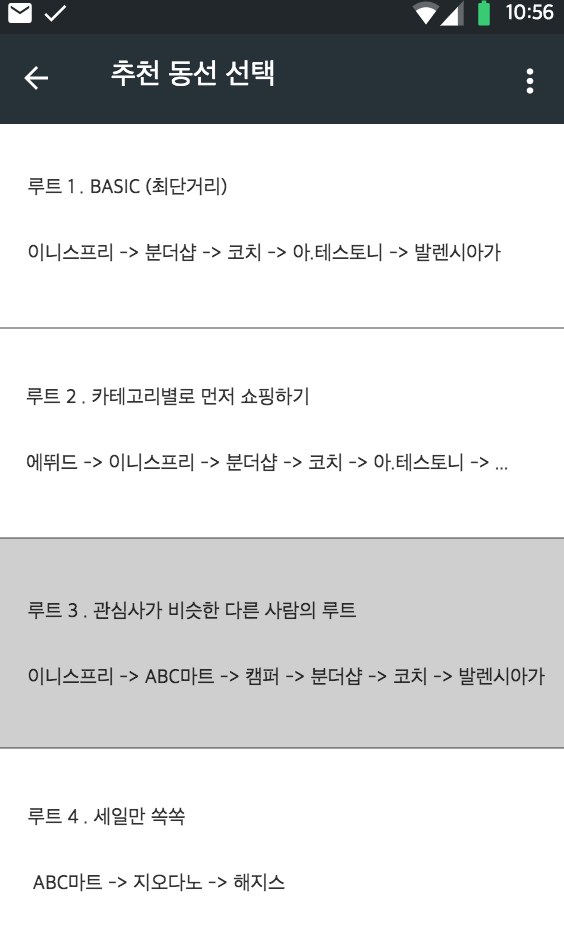 10:56
추천 동선 선택
루트 1 . BASIC (최단거리)
이니스프리 -> 분더샵 -> 코치 -> 아.테스토니 -> 발렌시아가
루트 2 . 카테고리별로 먼저 쇼핑하기
에뛰드 -> 이니스프리 -> 분더샵 -> 코치 -> 아.테스토니 -> ...
루트 3 . 관심사가 비슷한 다른 사람의 루트
이니스프리 -> ABC마트 -> 캠퍼 -> 분더샵 -> 코치 -> 발렌시아가
루트 4 . 세일만 쏙쏙
ABC마트 -> 지오다노 -> 해지스